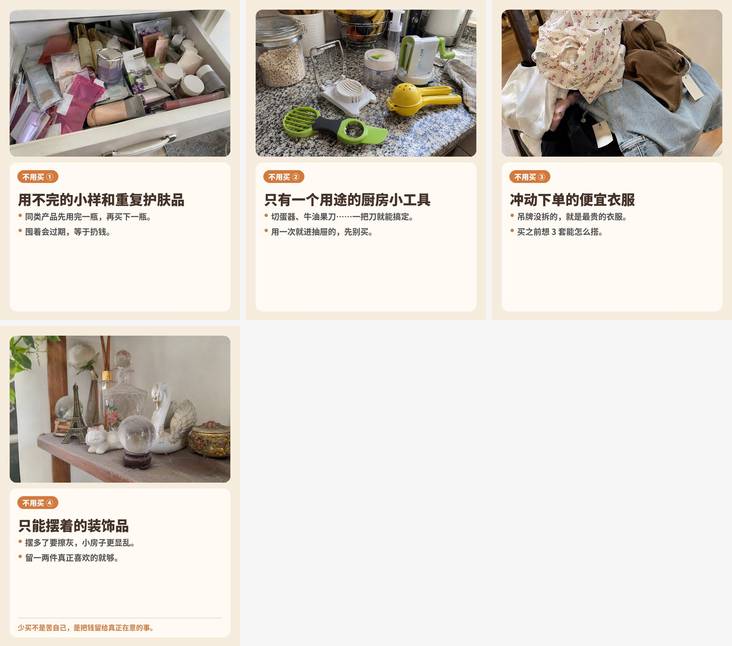 不用买 ①
用不完的小样和重复护肤品
同类产品先用完一瓶，再买下一瓶。
囤着会过期，等于扔钱。
不用买 ②
只有一个用途的厨房小工具
切蛋器、牛油果刀……一把刀就能搞定。
用一次就进抽屉的，先别买。
不用买 ③
冲动下单的便宜衣服
吊牌没拆的，就是最贵的衣服。
买之前想 3 套能怎么搭。
不用买 ④
只能摆着的装饰品
摆多了要擦灰，小房子更显乱。
留一两件真正喜欢的就够。
少买不是苦自己，是把钱留给真正在意的事。